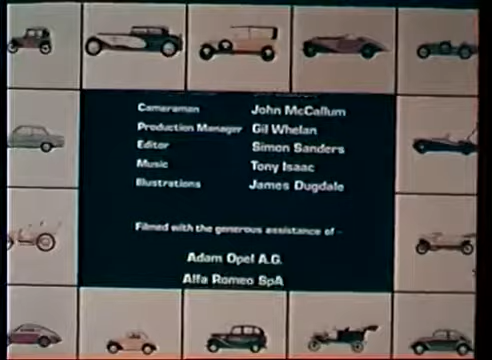 Cameraman John McCallum
Production Manager Gil Whelan
Editor Simon Sanders
Music Tony Isaac
Illustrations James Dugdale
Filmed with the generous assistance of -
Adam Opel A.G.
Alfa Romeo SpA